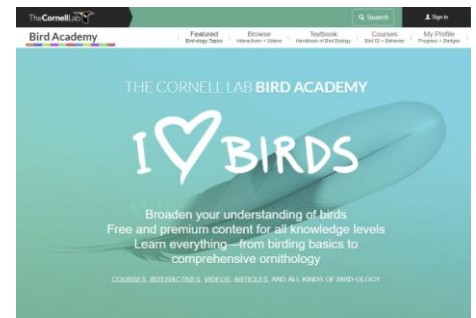 TheCornellLab
Search
Sign in
Bird Academy
Featured
Bird-ology Topics
Browse
Interactives + Videos
Textbook
Handbook of Bird Biology
Courses
Bird ID + Behavior
My Profile
Progress + Badges
THE CORNELL LAB BIRD ACADEMY
I ♡ BIRDS
Broaden your understanding of birds
Free and premium content for all knowledge levels
Learn everything—from birding basics to
comprehensive ornithology
COURSES, INTERACTIVES, VIDEOS, ARTICLES, AND ALL KINDS OF BIRD-OLOGY